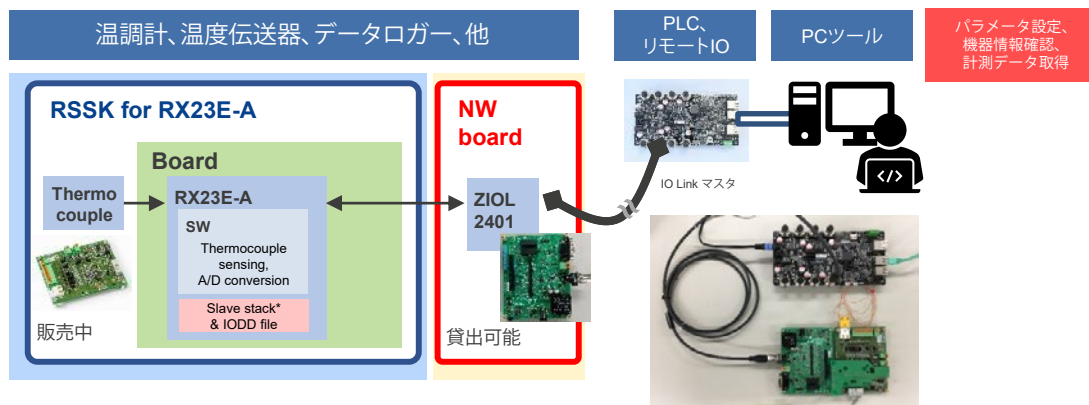 温調計、温度伝送器、データロガー、他
PLC、
リモートIO
PCツール
パラメータ設定、
機器情報確認、
計測データ取得
RSSK for RX23E-A
Board
Thermo
couple
RX23E-A
SW
Thermocouple
sensing,
A/D conversion
Slave stack*
& IODD file
販売中
NW
board
ZIOL
2401
貸出可能
IO Link マスタ